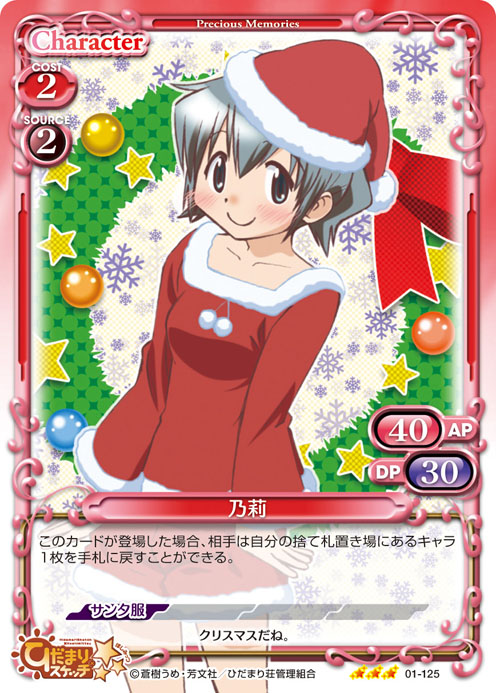 Precious Memories
Character
COST
2
SOURCE
2
40 AP
DP 30
乃莉
このカードが登場した場合、相手は自分の捨て札置き場にあるキャラ
1枚を手札に戻すことができる。
サンタ服
クリスマスだね。
ひだまり
スケッチ
©蒼樹うめ・芳文社／ひだまり荘管理組合
01-125